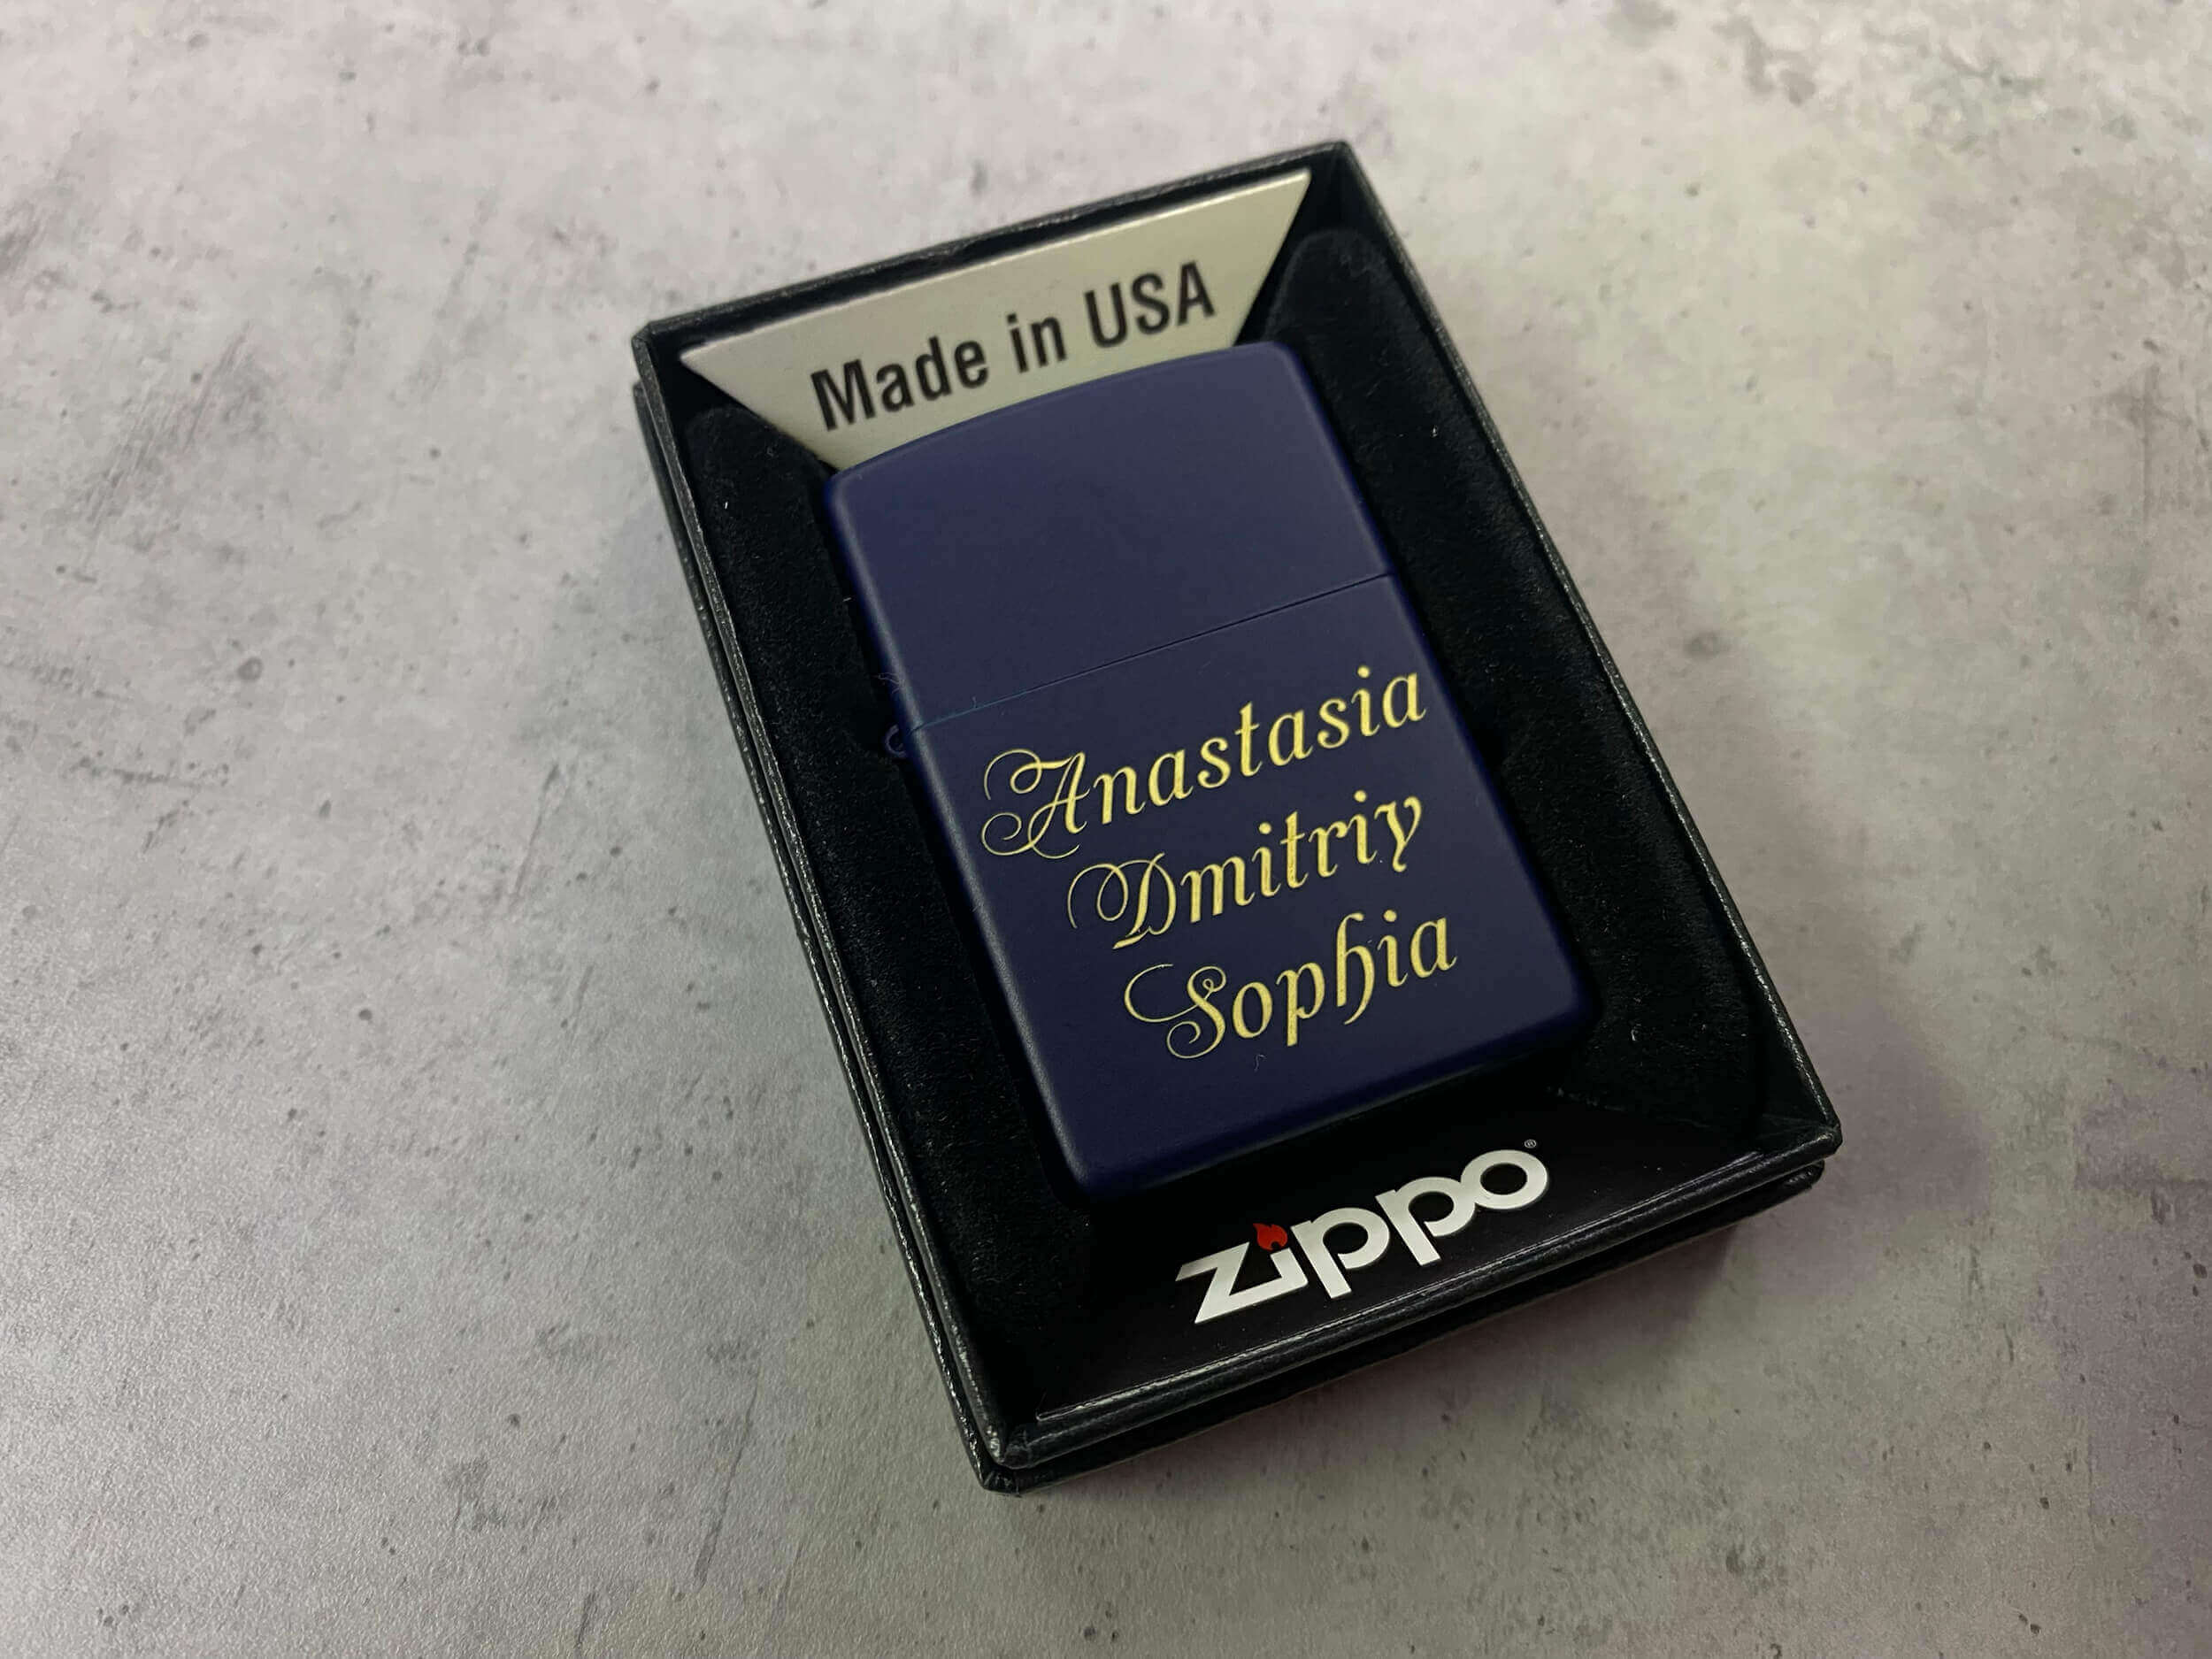 Made in USA
Anastasia
Dmitriy
Sophia
zippo®